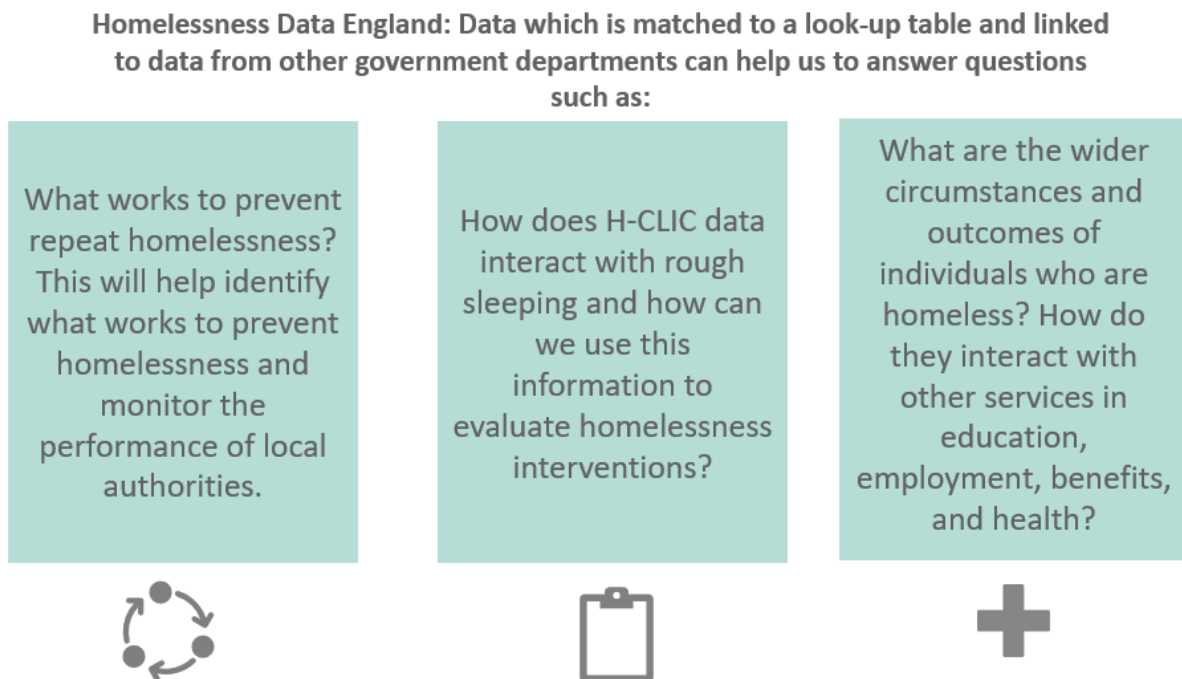 Homelessness Data England: Data which is matched to a look-up table and linked
to data from other government departments can help us to answer questions
such as:
What works to prevent
repeat homelessness?
This will help identify
what works to prevent
homelessness and
monitor the
performance of local
authorities.
How does H-CLIC data
interact with rough
sleeping and how can
we use this
information to
evaluate homelessness
interventions?
What are the wider
circumstances and
outcomes of
individuals who are
homeless? How do
they interact with
other services in
education,
employment, benefits,
and health?